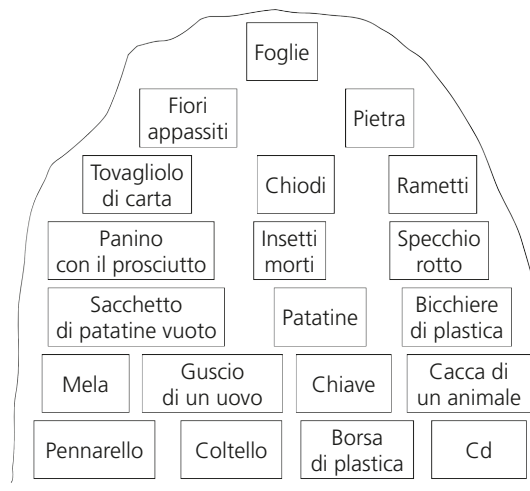 Foglie
Fiori
appassiti
Pietra
Tovagliolo
di carta
Chiodi
Rametti
Panino
con il prosciutto
Insetti
morti
Specchio
rotto
Sacchetto
di patatine vuoto
Patatine
Bicchiere
di plastica
Mela
Guscio
di un uovo
Chiave
Cacca di
un animale
Pennarello
Coltello
Borsa
di plastica
Cd